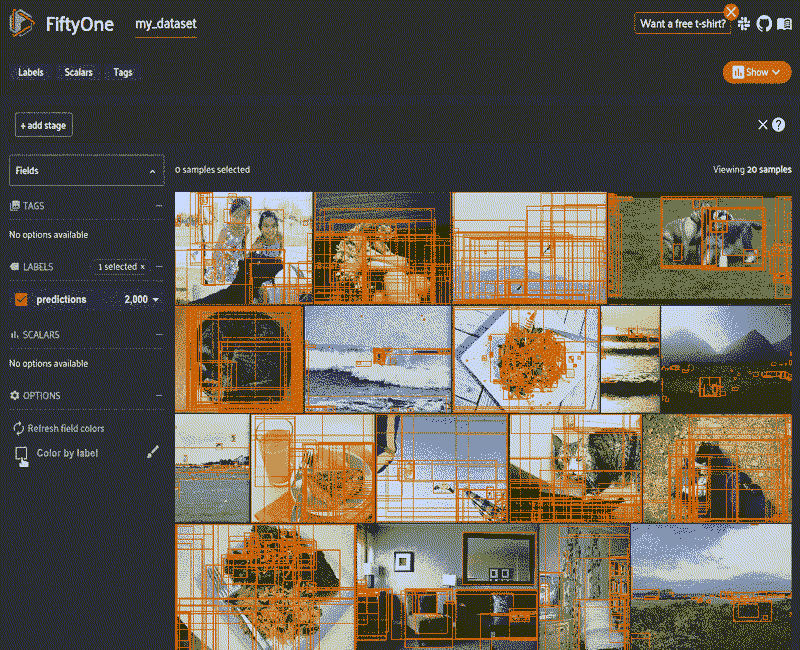 FiftyOne
my_dataset
Want a free t-shirt?
Labels
Scalars
Tags
Show
+ add stage
Fields
0 samples selected
Viewing 20 samples
TAGS
No options available
LABELS
1 selected ×
predictions
2,000
SCALARS
No options available
OPTIONS
Refresh field colors
Color by label